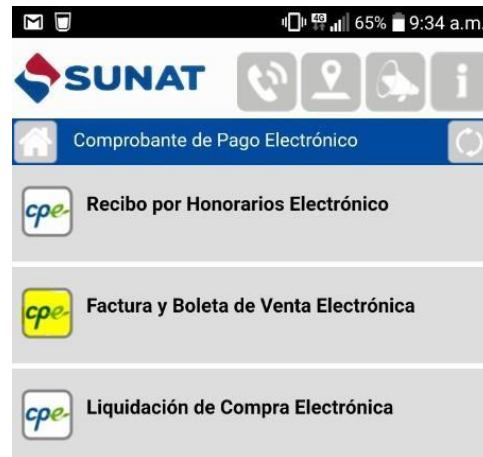 4G 65% 9:34 a.m.
SUNAT
i
Comprobante de Pago Electrónico
cpe- Recibo por Honorarios Electrónico
cpe- Factura y Boleta de Venta Electrónica
cpe- Liquidación de Compra Electrónica